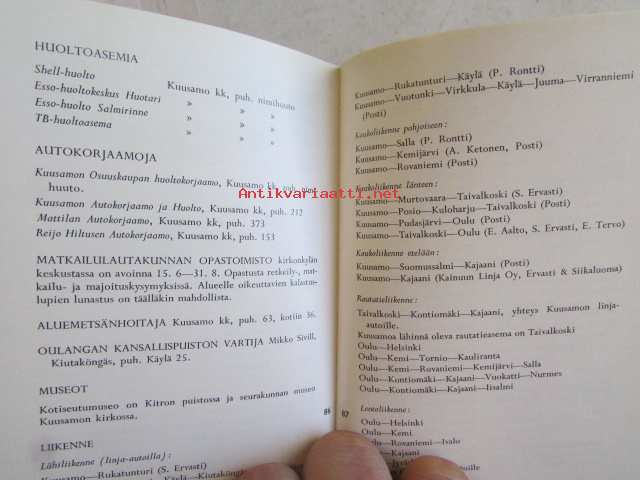 HUOLTOASEMIA
Shell-huolto Kuusamo kk, puh. nimihuuto
Esso-huoltokeskus Huotari » » »
Esso-huolto Salmirinne » » »
TB-huoltoasema » » »
AUTOKORJAAMOJA
Kuusamon Osuuskaupan huoltokorjaamo, Kuusamo kk, puh. nimi-
huuto.
Kuusamon Autokorjaamo ja Huolto, Kuusamo kk, puh. 212
Mattilan Autokorjaamo, Kuusamo kk, puh. 373
Reijo Hiltusen Autokorjaamo, Kuusamo kk, puh. 153
MATKAILULAUTAKUNNAN OPASTOIMISTO kirkonkylän
keskustassa on avoinna 15. 6—31. 8. Opastusta retkeily-, mat-
kailu- ja majoituskysymyksissä. Alueelle oikeuttavien kalastus-
lupien lunastus on täälläkin mahdollista.
ALUEMETSÄNHOITAJA Kuusamo kk, puh. 63, kotiin 36.
OULANGAN KANSALLISPUISTON VARTIJA Mikko Sivill,
Kiutaköngäs, puh. Käylä 25.
MUSEOT
Kotiseutumuseo on Kitron puistossa ja seurakunnan museo
Kuusamon kirkossa.
86
LIIKENNE
Lähiliikenne (linja-autoilla):
Kuusamo—Rukatunturi (S. Ervasti)
Kuusamo—Rukatunturi—Käylä (P. Rontti)
Kuusamo—Vuotunki—Virkkula—Käylä—Juuma—Virranniemi
(Posti)
Kaukoliikenne pohjoiseen:
Kuusamo—Salla (P. Rontti)
Kuusamo—Kemijärvi (A. Ketonen, Posti)
Kuusamo—Rovaniemi (Posti)
Kaukoliikenne länteen:
Kuusamo—Murtovaara—Taivalkoski (S. Ervasti)
Kuusamo—Posio—Kuloharju—Taivalkoski (Posti)
Kuusamo—Pudasjärvi—Oulu (Posti)
Kuusamo—Taivalkoski—Oulu (E. Aalto, S. Ervasti, E. Tervo)
Kaukoliikenne etelään:
Kuusamo—Suomussalmi—Kajaani (Posti)
Kuusamo—Kajaani (Kainuun Linja Oy, Ervasti & Siikaluoma)
Rautatieliikenne:
Taivalkoski—Kontiomäki—Kajaani, yhteys Kuusamon linja-
autoille.
Kuusamoa lähinnä oleva rautatieasema on Taivalkoski
Oulu—Helsinki
Oulu—Kemi—Tornio—Kauliranta
Oulu—Kemi—Rovaniemi—Kemijärvi—Salla
Oulu—Kontiomäki—Kajaani—Vuokatti—Nurmes
Oulu—Kontiomäki—Kajaani—Iisalmi
87
Lentoliikenne:
Oulu—Helsinki
Oulu—Kemi
Oulu—Rovaniemi—Ivalo
Antikvariaatti.net